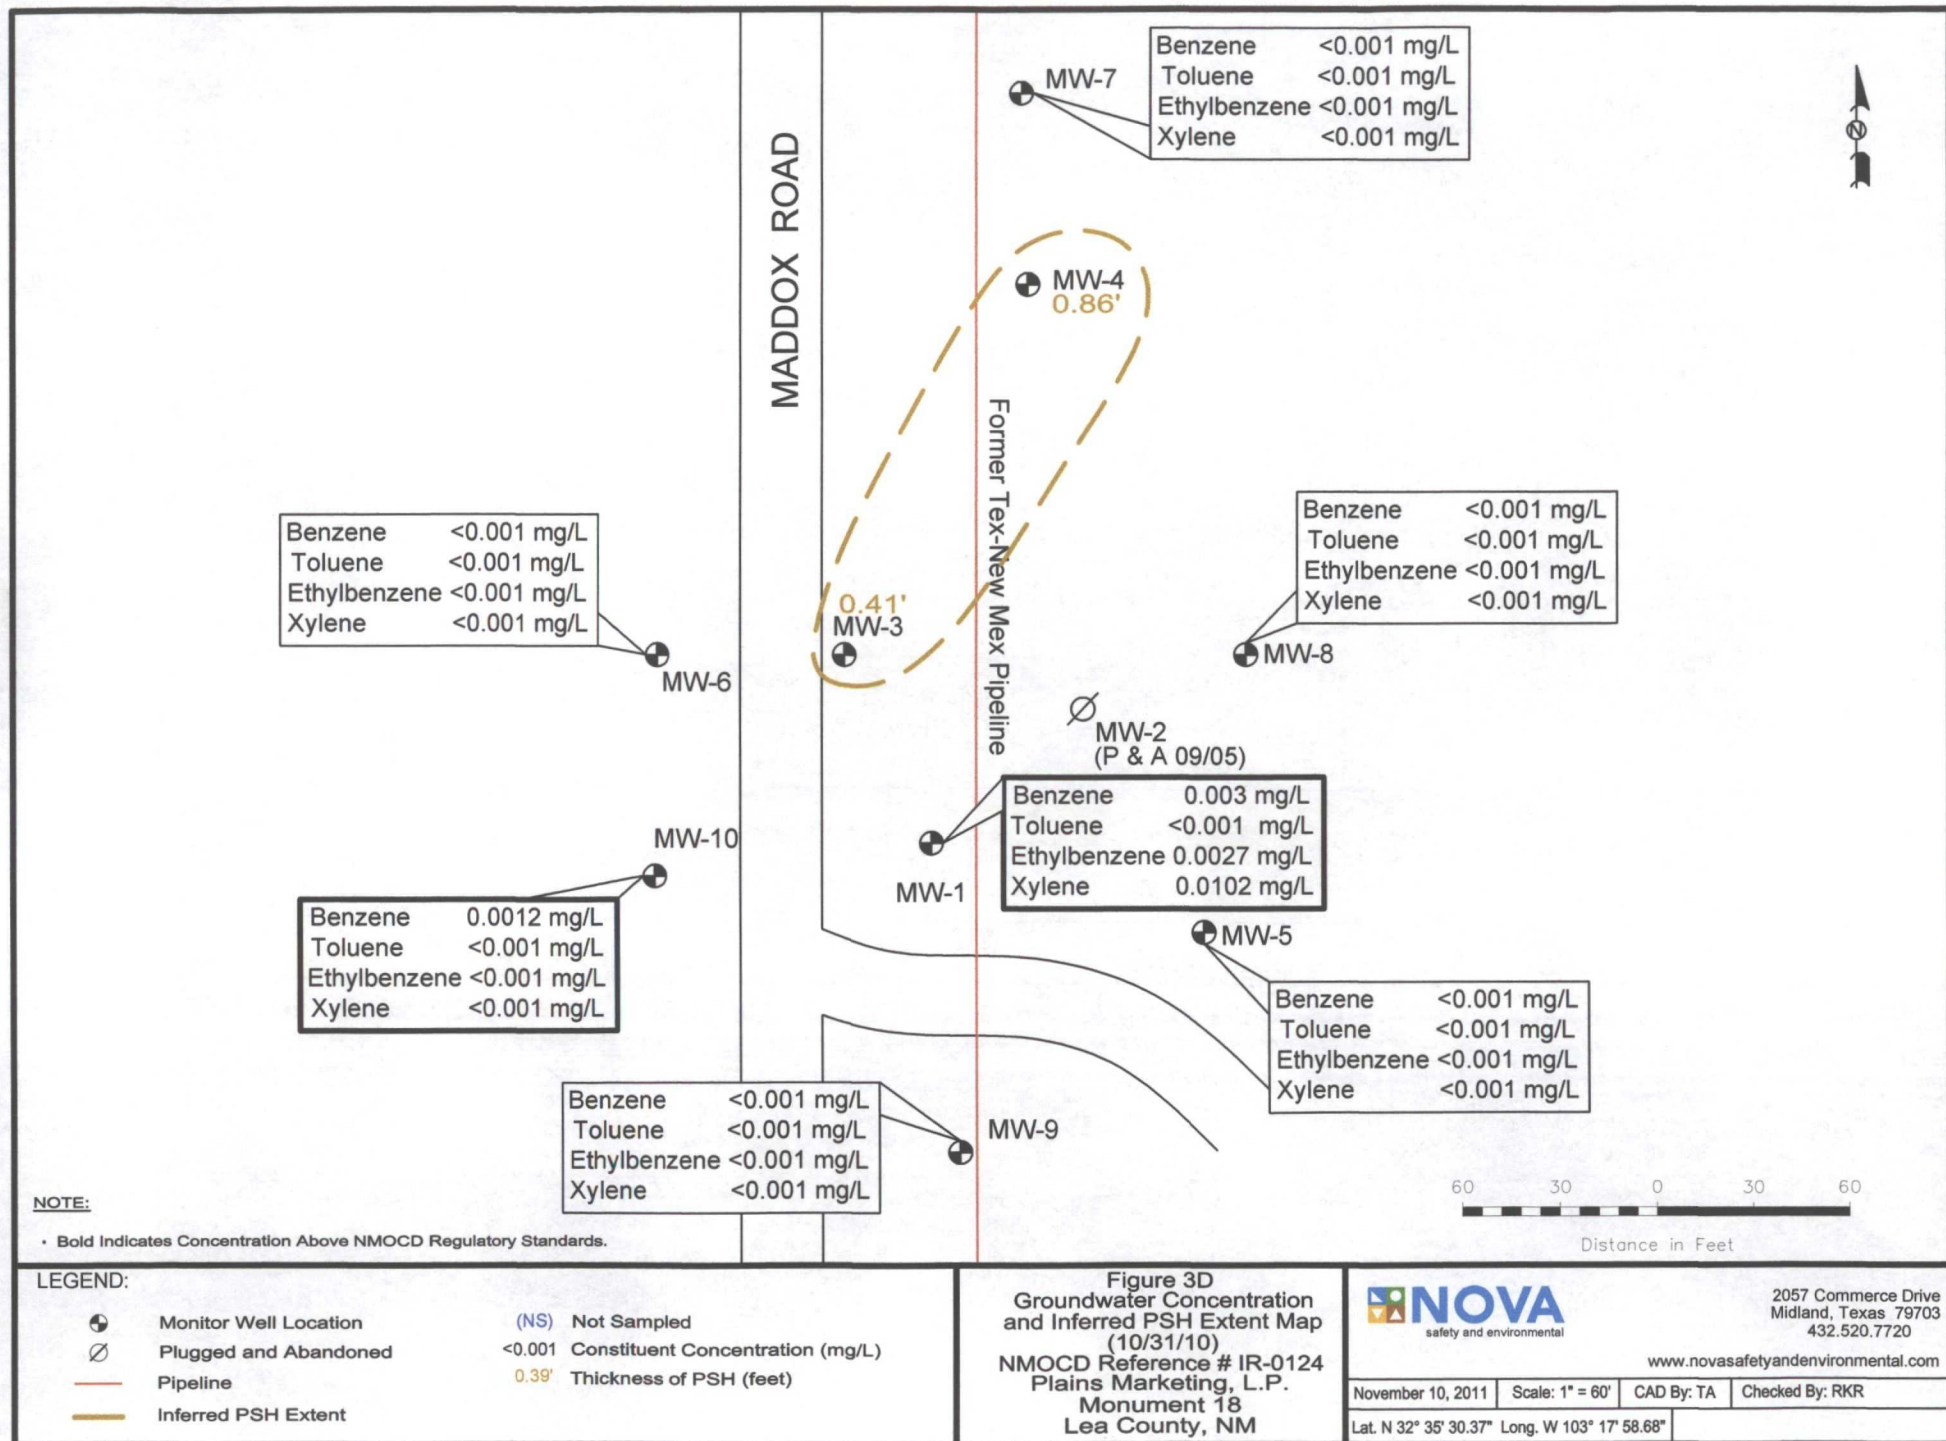 MW-7
Benzene <0.001 mg/L
Toluene <0.001 mg/L
Ethylbenzene <0.001 mg/L
Xylene <0.001 mg/L
N
MADDOX ROAD
MW-4
0.86'
Former Tex-New Mex Pipeline
Benzene <0.001 mg/L
Toluene <0.001 mg/L
Ethylbenzene <0.001 mg/L
Xylene <0.001 mg/L
MW-6
0.41'
MW-3
Benzene <0.001 mg/L
Toluene <0.001 mg/L
Ethylbenzene <0.001 mg/L
Xylene <0.001 mg/L
MW-8
MW-2
(P & A 09/05)
Benzene 0.003 mg/L
Toluene <0.001 mg/L
Ethylbenzene 0.0027 mg/L
Xylene 0.0102 mg/L
MW-1
MW-10
Benzene 0.0012 mg/L
Toluene <0.001 mg/L
Ethylbenzene <0.001 mg/L
Xylene <0.001 mg/L
MW-5
Benzene <0.001 mg/L
Toluene <0.001 mg/L
Ethylbenzene <0.001 mg/L
Xylene <0.001 mg/L
Benzene <0.001 mg/L
Toluene <0.001 mg/L
Ethylbenzene <0.001 mg/L
Xylene <0.001 mg/L
MW-9
60 30 0 30 60
Distance in Feet
NOTE:
• Bold Indicates Concentration Above NMOCD Regulatory Standards.
LEGEND:
Monitor Well Location
Plugged and Abandoned
Pipeline
Inferred PSH Extent
(NS) Not Sampled
<0.001 Constituent Concentration (mg/L)
0.39' Thickness of PSH (feet)
Figure 3D
Groundwater Concentration
and Inferred PSH Extent Map
(10/31/10)
NMOCD Reference # IR-0124
Plains Marketing, L.P.
Monument 18
Lea County, NM
NOVA
safety and environmental
2057 Commerce Drive
Midland, Texas 79703
432.520.7720
www.novasafetyandenvironmental.com
November 10, 2011 Scale: 1" = 60' CAD By: TA Checked By: RKR
Lat. N 32° 35' 30.37" Long. W 103° 17' 58.68"